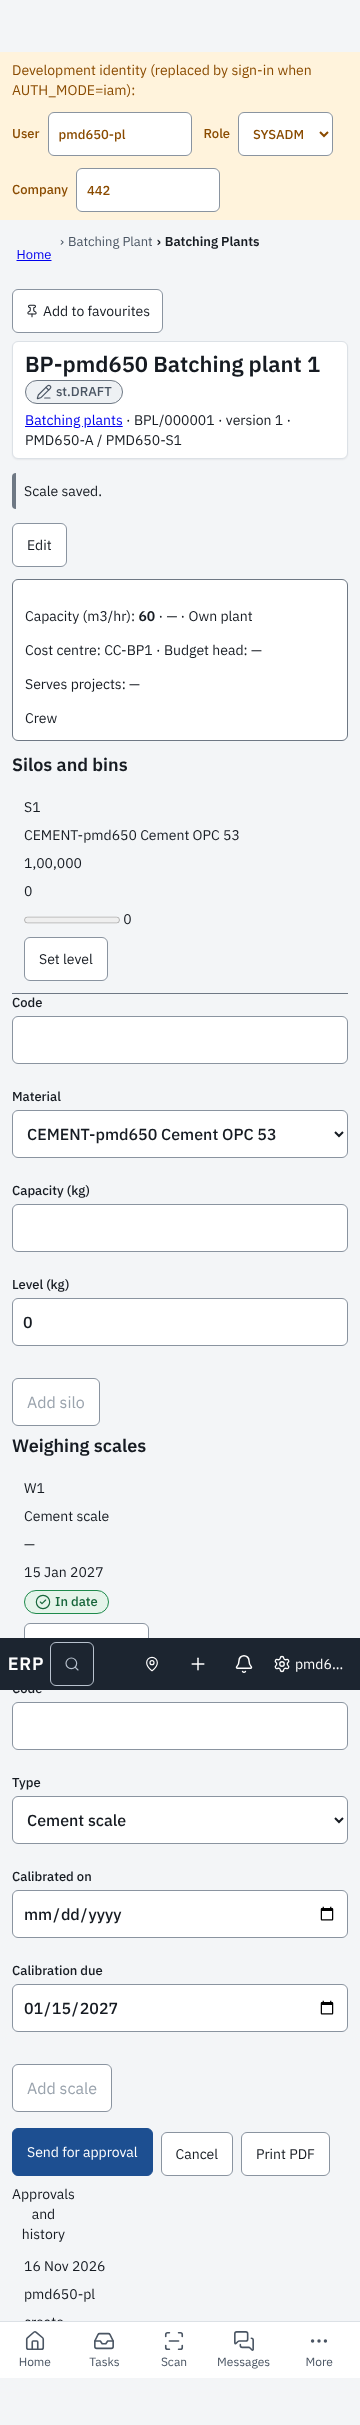 Development identity (replaced by sign-in when
AUTH_MODE=iam):
User pmd650-pl Role SYSADM
Company 442
Home › Batching Plant › Batching Plants
Add to favourites
BP-pmd650 Batching plant 1
st.DRAFT
Batching plants · BPL/000001 · version 1 ·
PMD650-A / PMD650-S1
Scale saved.
Edit
Capacity (m3/hr): 60 · — · Own plant
Cost centre: CC-BP1 · Budget head: —
Serves projects: —
Crew
Silos and bins
S1
CEMENT-pmd650 Cement OPC 53
1,00,000
0
0
Set level
Code
Material
CEMENT-pmd650 Cement OPC 53
Capacity (kg)
Level (kg)
0
Add silo
Weighing scales
W1
Cement scale
—
15 Jan 2027
In date
ERP pmd6...
Code
Type
Cement scale
Calibrated on
mm/dd/yyyy
Calibration due
01/15/2027
Add scale
Send for approval Cancel Print PDF
Approvals
and
history
16 Nov 2026
pmd650-pl
create
Home Tasks Scan Messages More